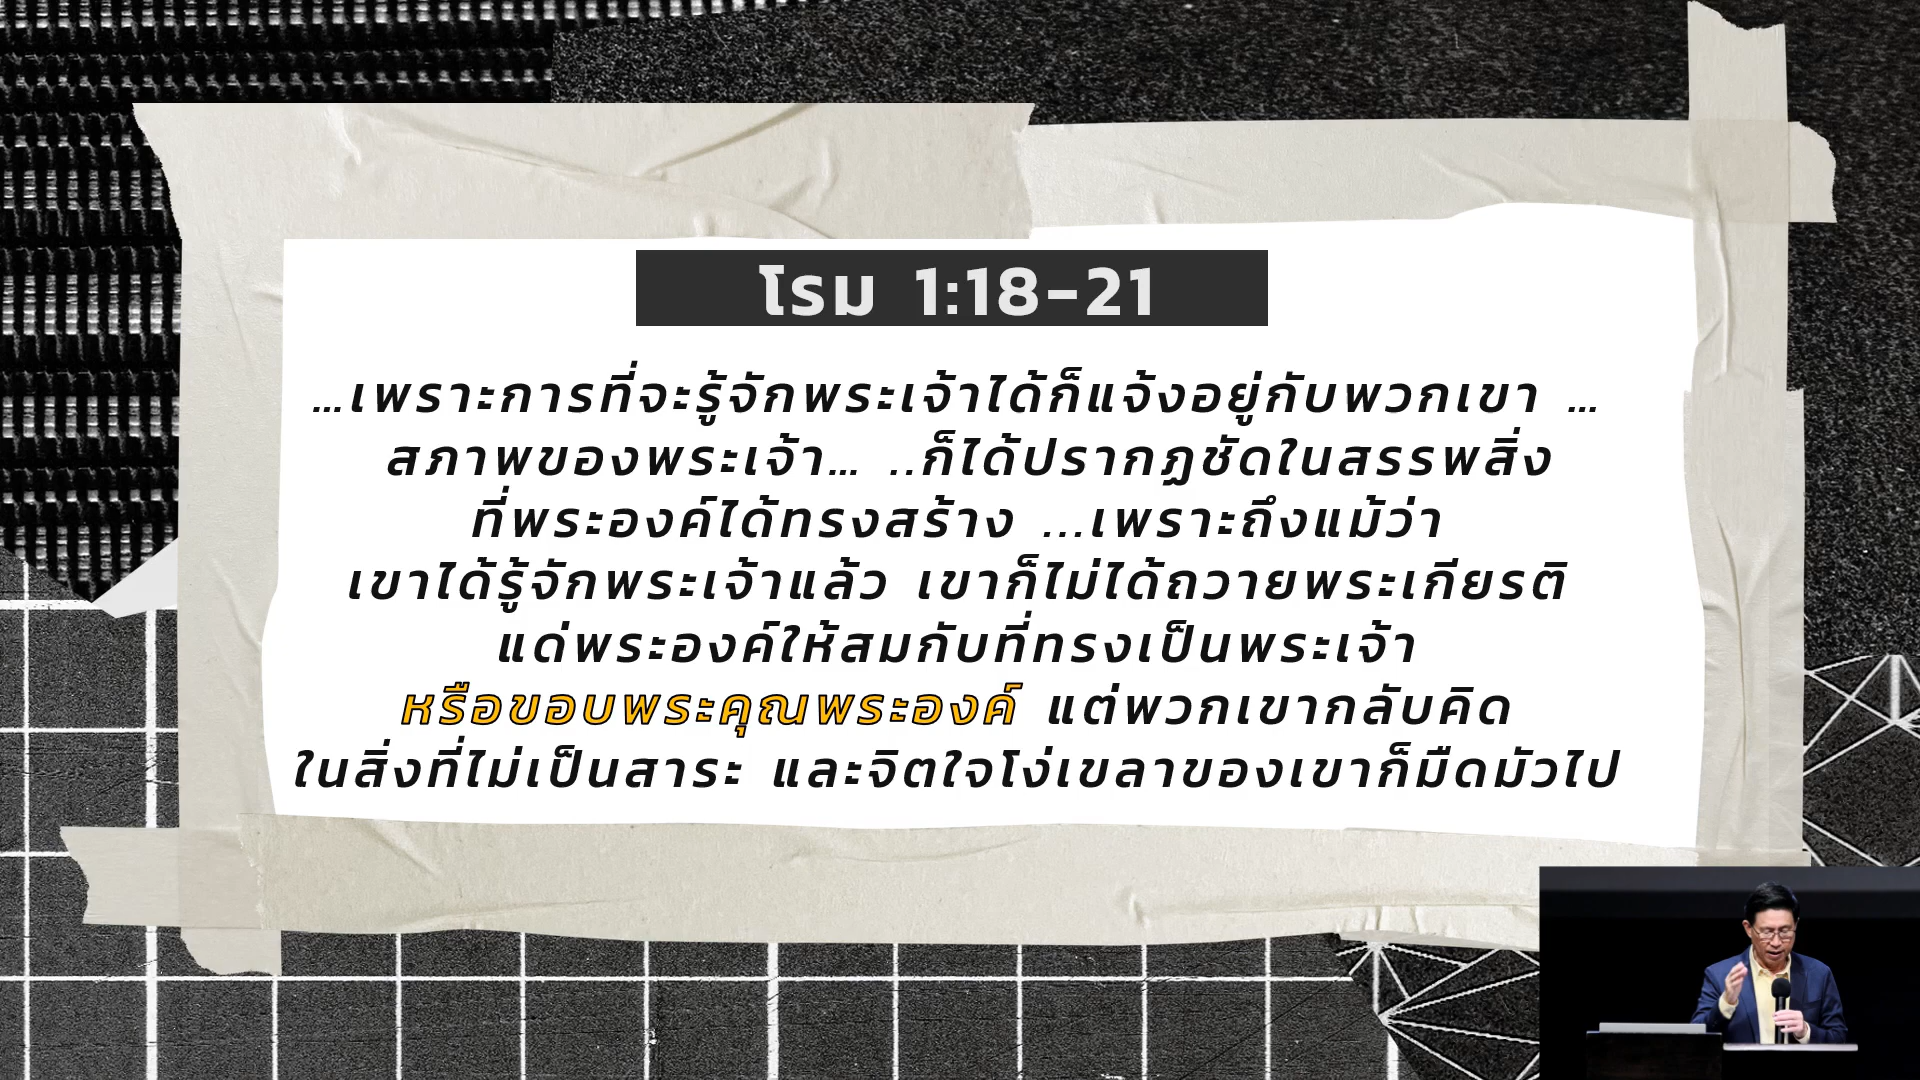 โรม 1:18-21
...เพราะการที่จะรู้จักพระเจ้าได้ก็แจ้งอยู่กับพวกเขา ...
สภาพของพระเจ้า... ..ก็ได้ปรากฏชัดในสรรพสิ่ง
ที่พระองค์ได้ทรงสร้าง ...เพราะถึงแม้ว่า
เขาได้รู้จักพระเจ้าแล้ว เขาก็ไม่ได้ถวายพระเกียรติ
แด่พระองค์ให้สมกับที่ทรงเป็นพระเจ้า
หรือขอบพระคุณพระองค์ แต่พวกเขากลับคิด
ในสิ่งที่ไม่เป็นสาระ และจิตใจโง่เขลาของเขาก็มืดมัวไป